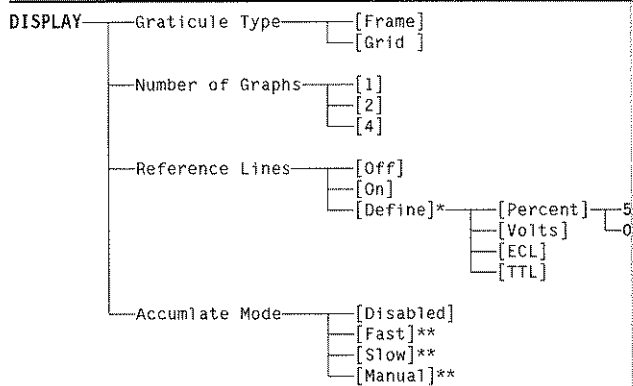 DISPLAY Graticule Type [Frame]
[Grid ]
Number of Graphs [1]
[2]
[4]
Reference Lines [Off]
[On]
[Define]* [Percent] 5
[Volts] 0
[ECL]
[TTL]
Accumlate Mode [Disabled]
[Fast]**
[Slow]**
[Manual]**